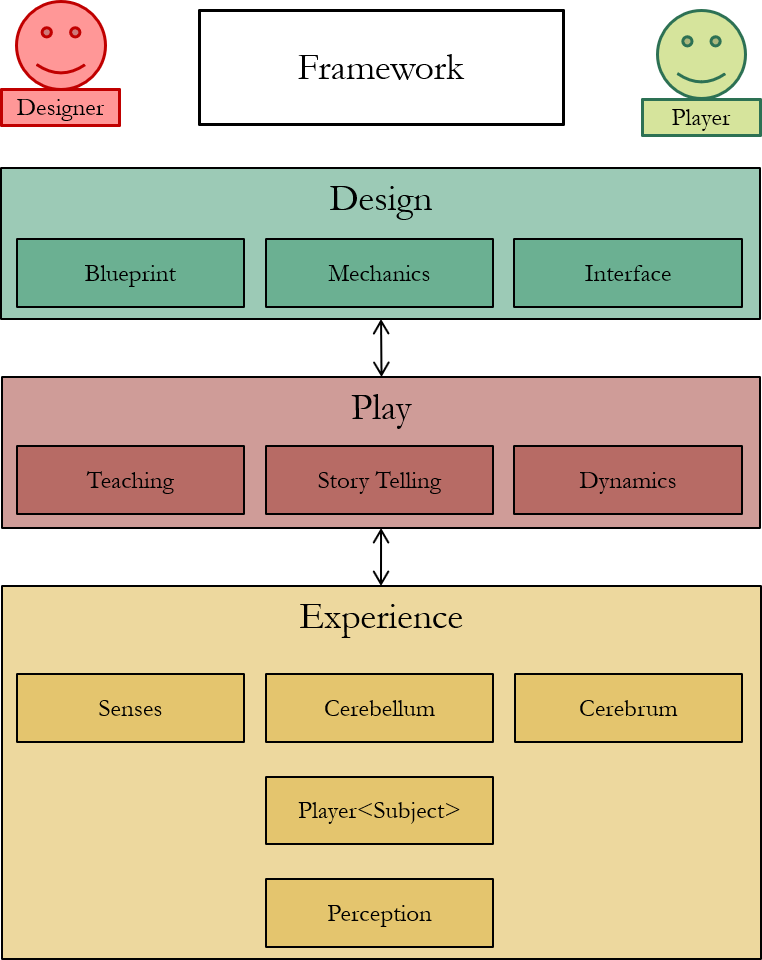 Designer
Framework
Player
Design
Blueprint
Mechanics
Interface
Play
Teaching
Story Telling
Dynamics
Experience
Senses
Cerebellum
Cerebrum
Player<Subject>
Perception